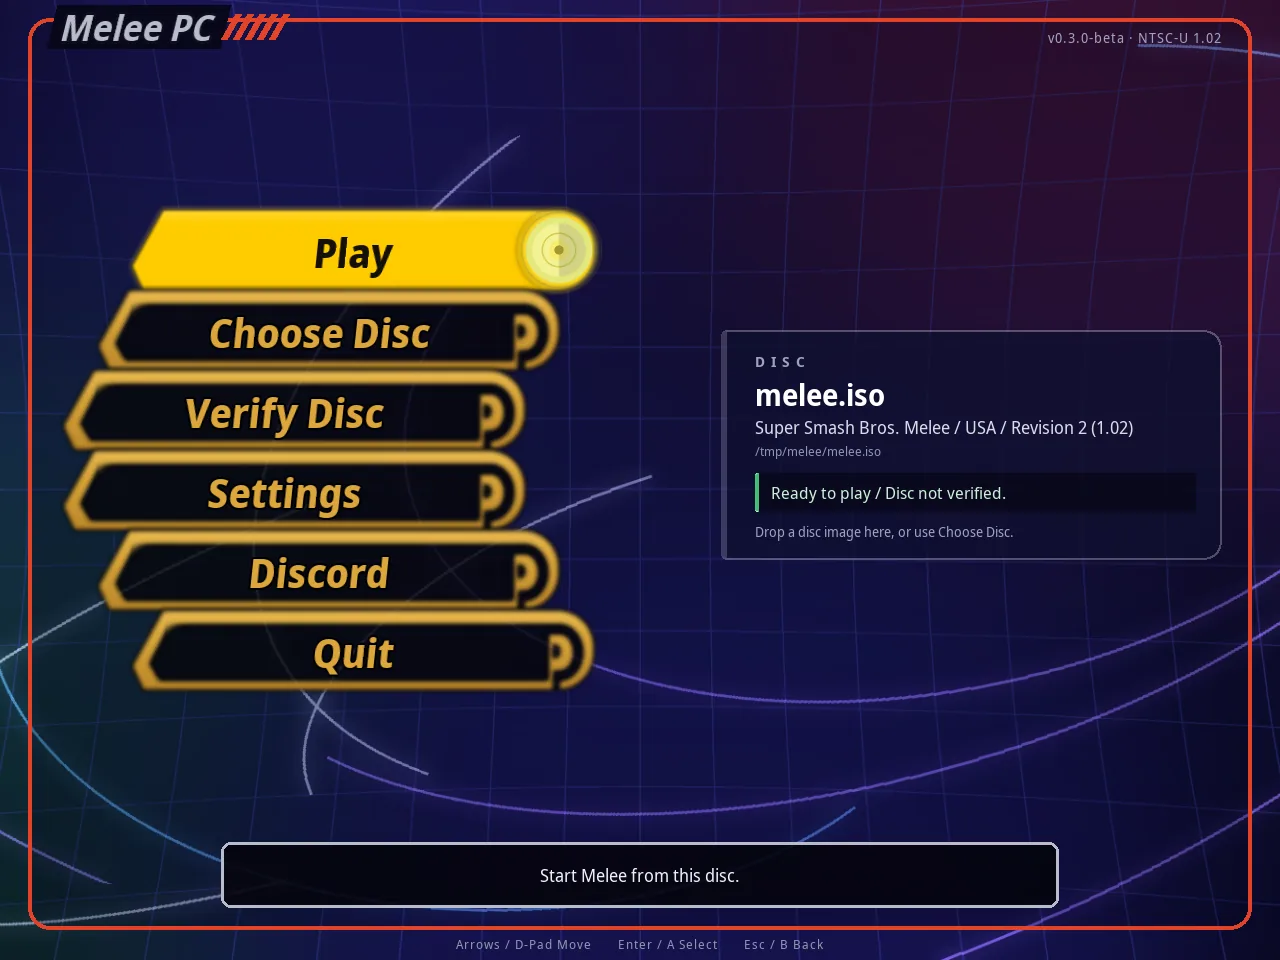 Melee PC
v0.3.0-beta · NTSC-U 1.02
Play
Choose Disc
Verify Disc
Settings
Discord
Quit
DISC
melee.iso
Super Smash Bros. Melee / USA / Revision 2 (1.02)
/tmp/melee/melee.iso
Ready to play / Disc not verified.
Drop a disc image here, or use Choose Disc.
Start Melee from this disc.
Arrows / D-Pad Move Enter / A Select Esc / B Back